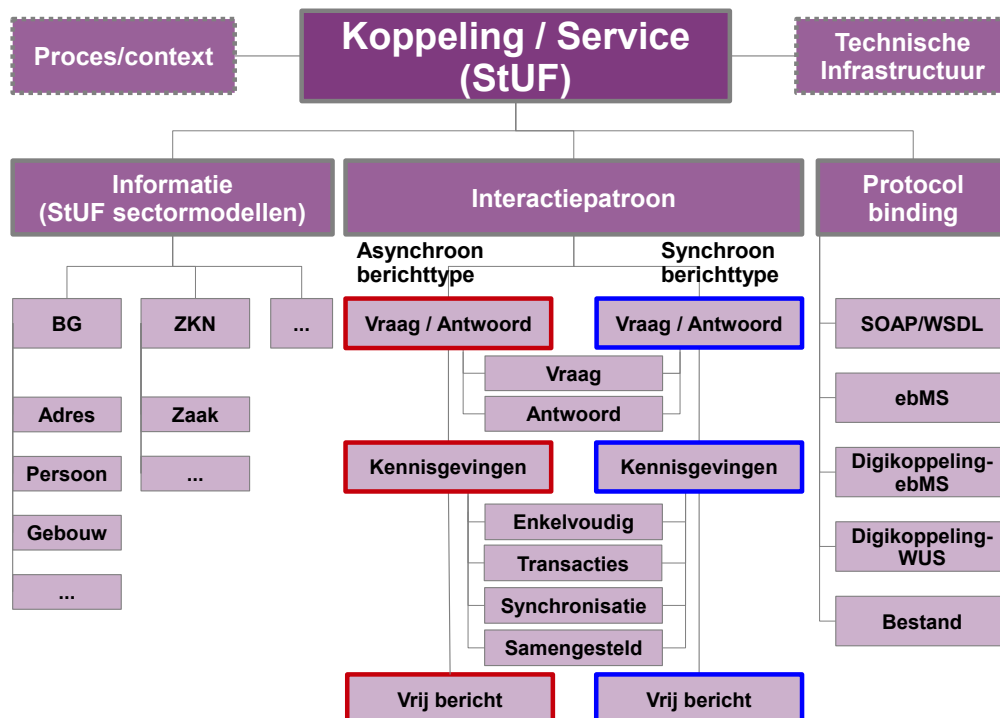 Proces/context
Koppeling / Service
(StUF)
Technische
Infrastructuur
Informatie
(StUF sectormodellen)
Interactiepatroon
Protocol
binding
Asynchroon
berichttype
Synchroon
berichttype
BG
ZKN
...
Vraag / Antwoord
Vraag / Antwoord
SOAP/WSDL
Vraag
Adres
Zaak
Antwoord
ebMS
Persoon
...
Kennisgevingen
Kennisgevingen
Digikoppeling-
ebMS
Gebouw
Enkelvoudig
Transacties
Digikoppeling-
WUS
...
Synchronisatie
Bestand
Samengesteld
Vrij bericht
Vrij bericht